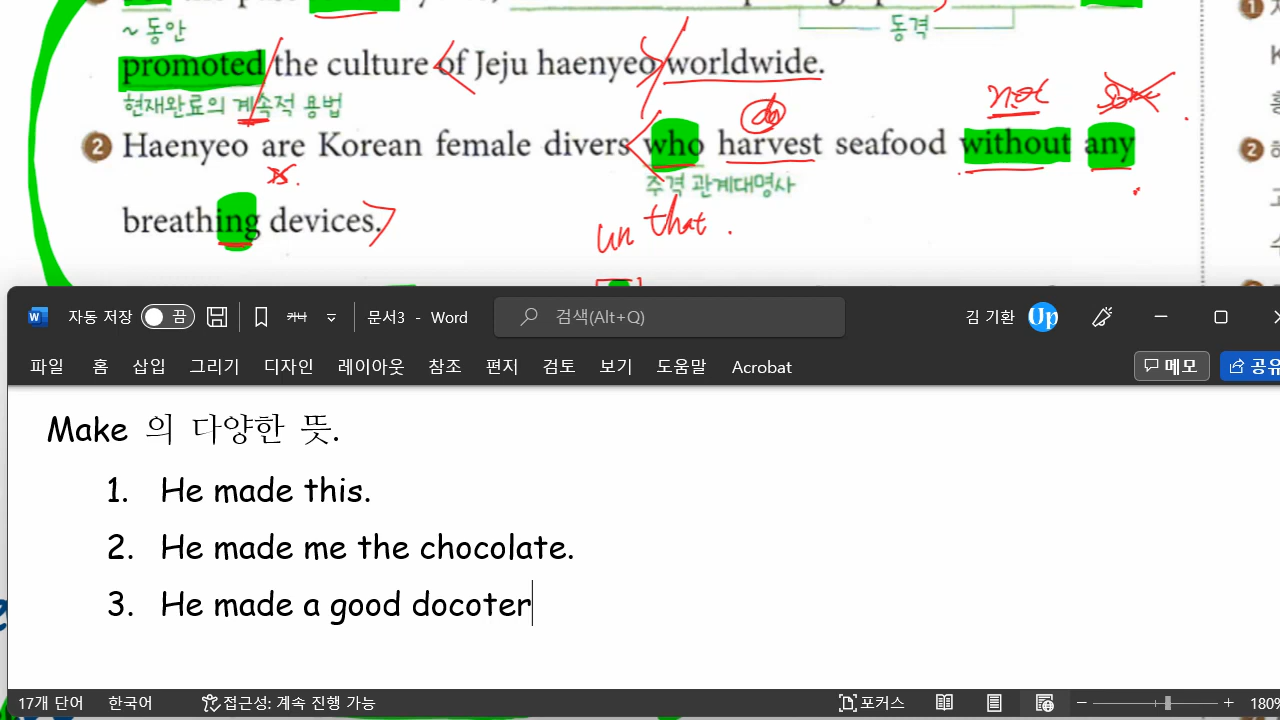 ~ 동안
동격
promoted the culture of Jeju haenyeo worldwide.
현재완료의 계속적 용법
not
do
2 Haenyeo are Korean female divers who harvest seafood without any
is.
주격 관계대명사
breathing devices.
un that.
자동 저장 끔 가나 문서3 - Word 검색(Alt+Q) 김 기환 Up
파일 홈 삽입 그리기 디자인 레이아웃 참조 편지 검토 보기 도움말 Acrobat 메모 공유
Make 의 다양한 뜻.
1. He made this.
2. He made me the chocolate.
3. He made a good docoter
17개 단어 한국어 접근성: 계속 진행 가능 포커스 180%